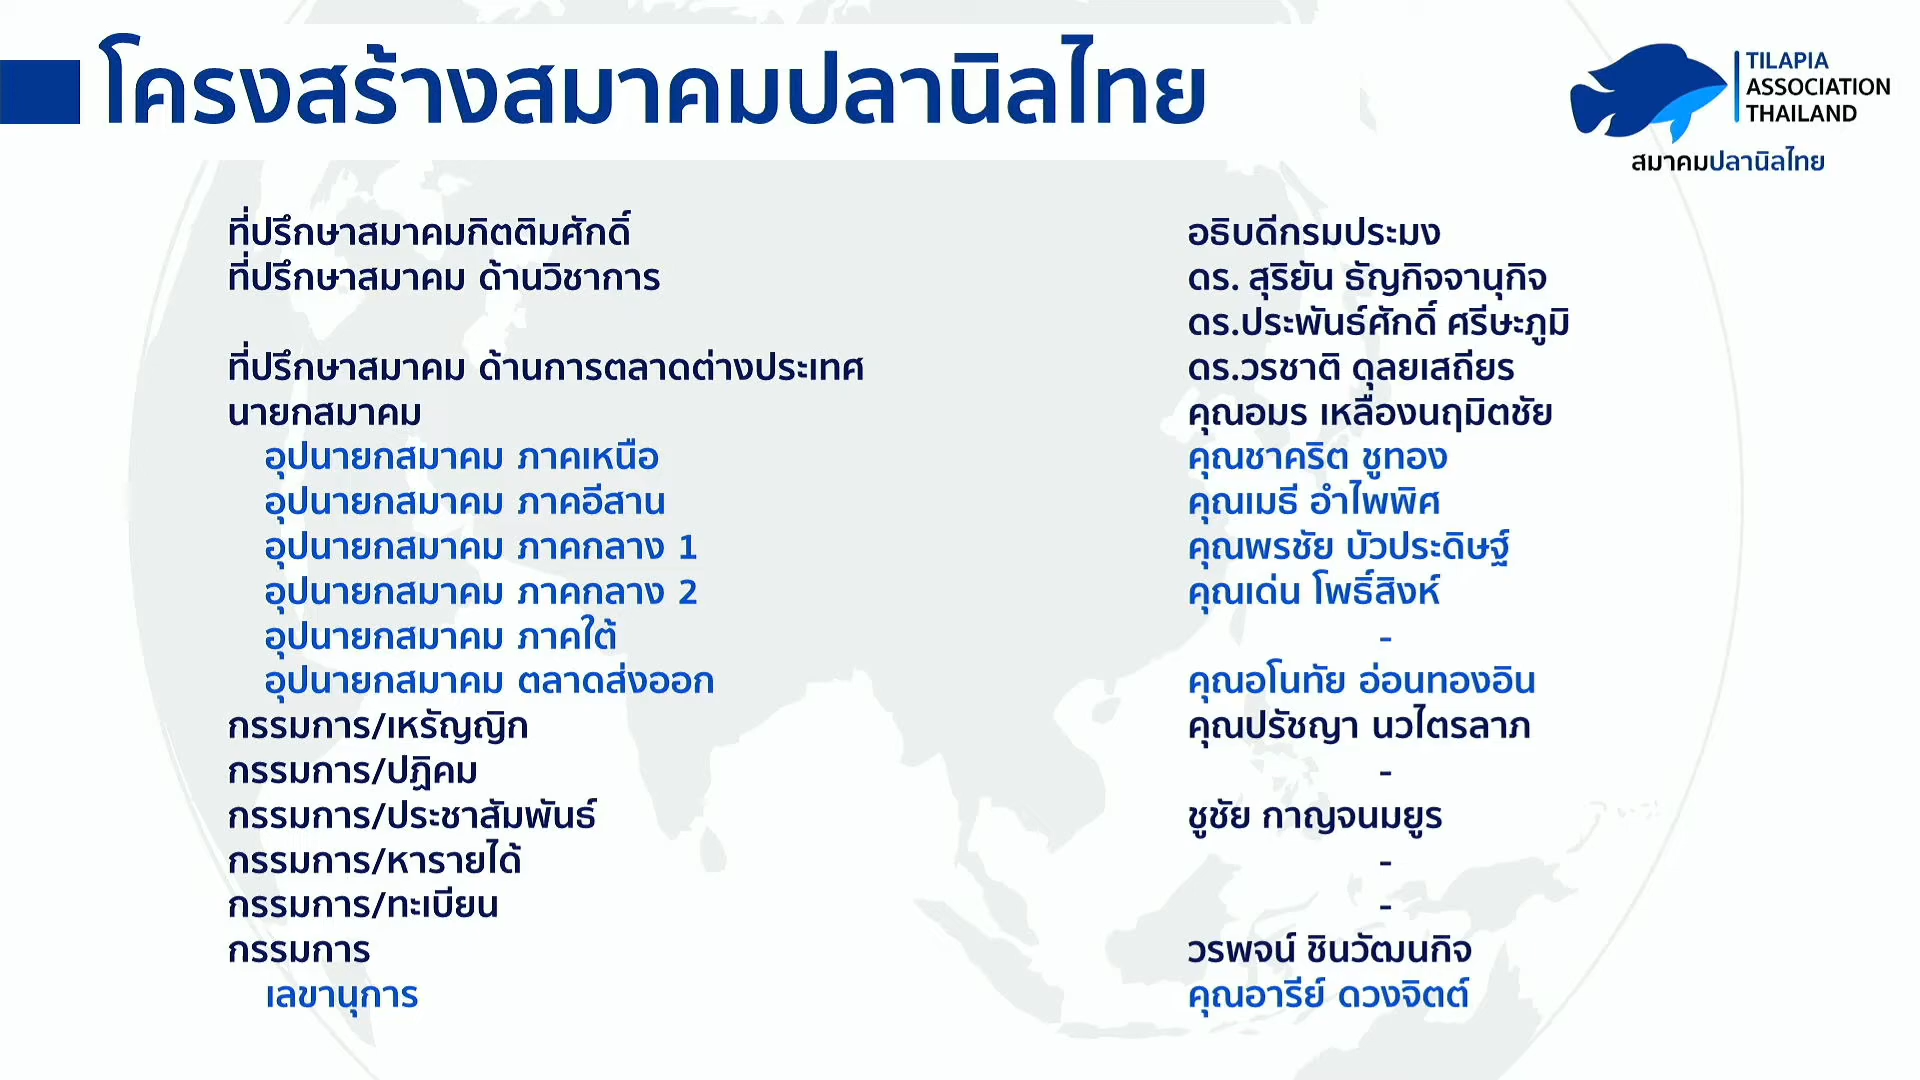 โครงสร้างสมาคมปลานิลไทย
TILAPIA
ASSOCIATION
THAILAND
สมาคมปลานิลไทย
ที่ปรึกษาสมาคมกิตติมศักดิ์ อธิบดีกรมประมง
ที่ปรึกษาสมาคม ด้านวิชาการ ดร. สุริยัน ธัญกิจจานุกิจ
ดร.ประพันธ์ศักดิ์ ศรีษะภูมิ
ที่ปรึกษาสมาคม ด้านการตลาดต่างประเทศ ดร.วรชาติ ดุลยเสถียร
นายกสมาคม คุณอมร เหลืองนฤมิตชัย
อุปนายกสมาคม ภาคเหนือ คุณชาคริต ชูทอง
อุปนายกสมาคม ภาคอีสาน คุณเมธี อำไพพิศ
อุปนายกสมาคม ภาคกลาง 1 คุณพรชัย บัวประดิษฐ์
อุปนายกสมาคม ภาคกลาง 2 คุณเด่น โพธิ์สิงห์
อุปนายกสมาคม ภาคใต้ -
อุปนายกสมาคม ตลาดส่งออก คุณอโนทัย อ่อนทองอิน
กรรมการ/เหรัญญิก คุณปรัชญา นวไตรลาภ
กรรมการ/ปฏิคม -
กรรมการ/ประชาสัมพันธ์ ชูชัย กาญจนมยูร
กรรมการ/หารายได้ -
กรรมการ/ทะเบียน -
กรรมการ วรพจน์ ชินวัฒนกิจ
เลขานุการ คุณอารีย์ ดวงจิตต์